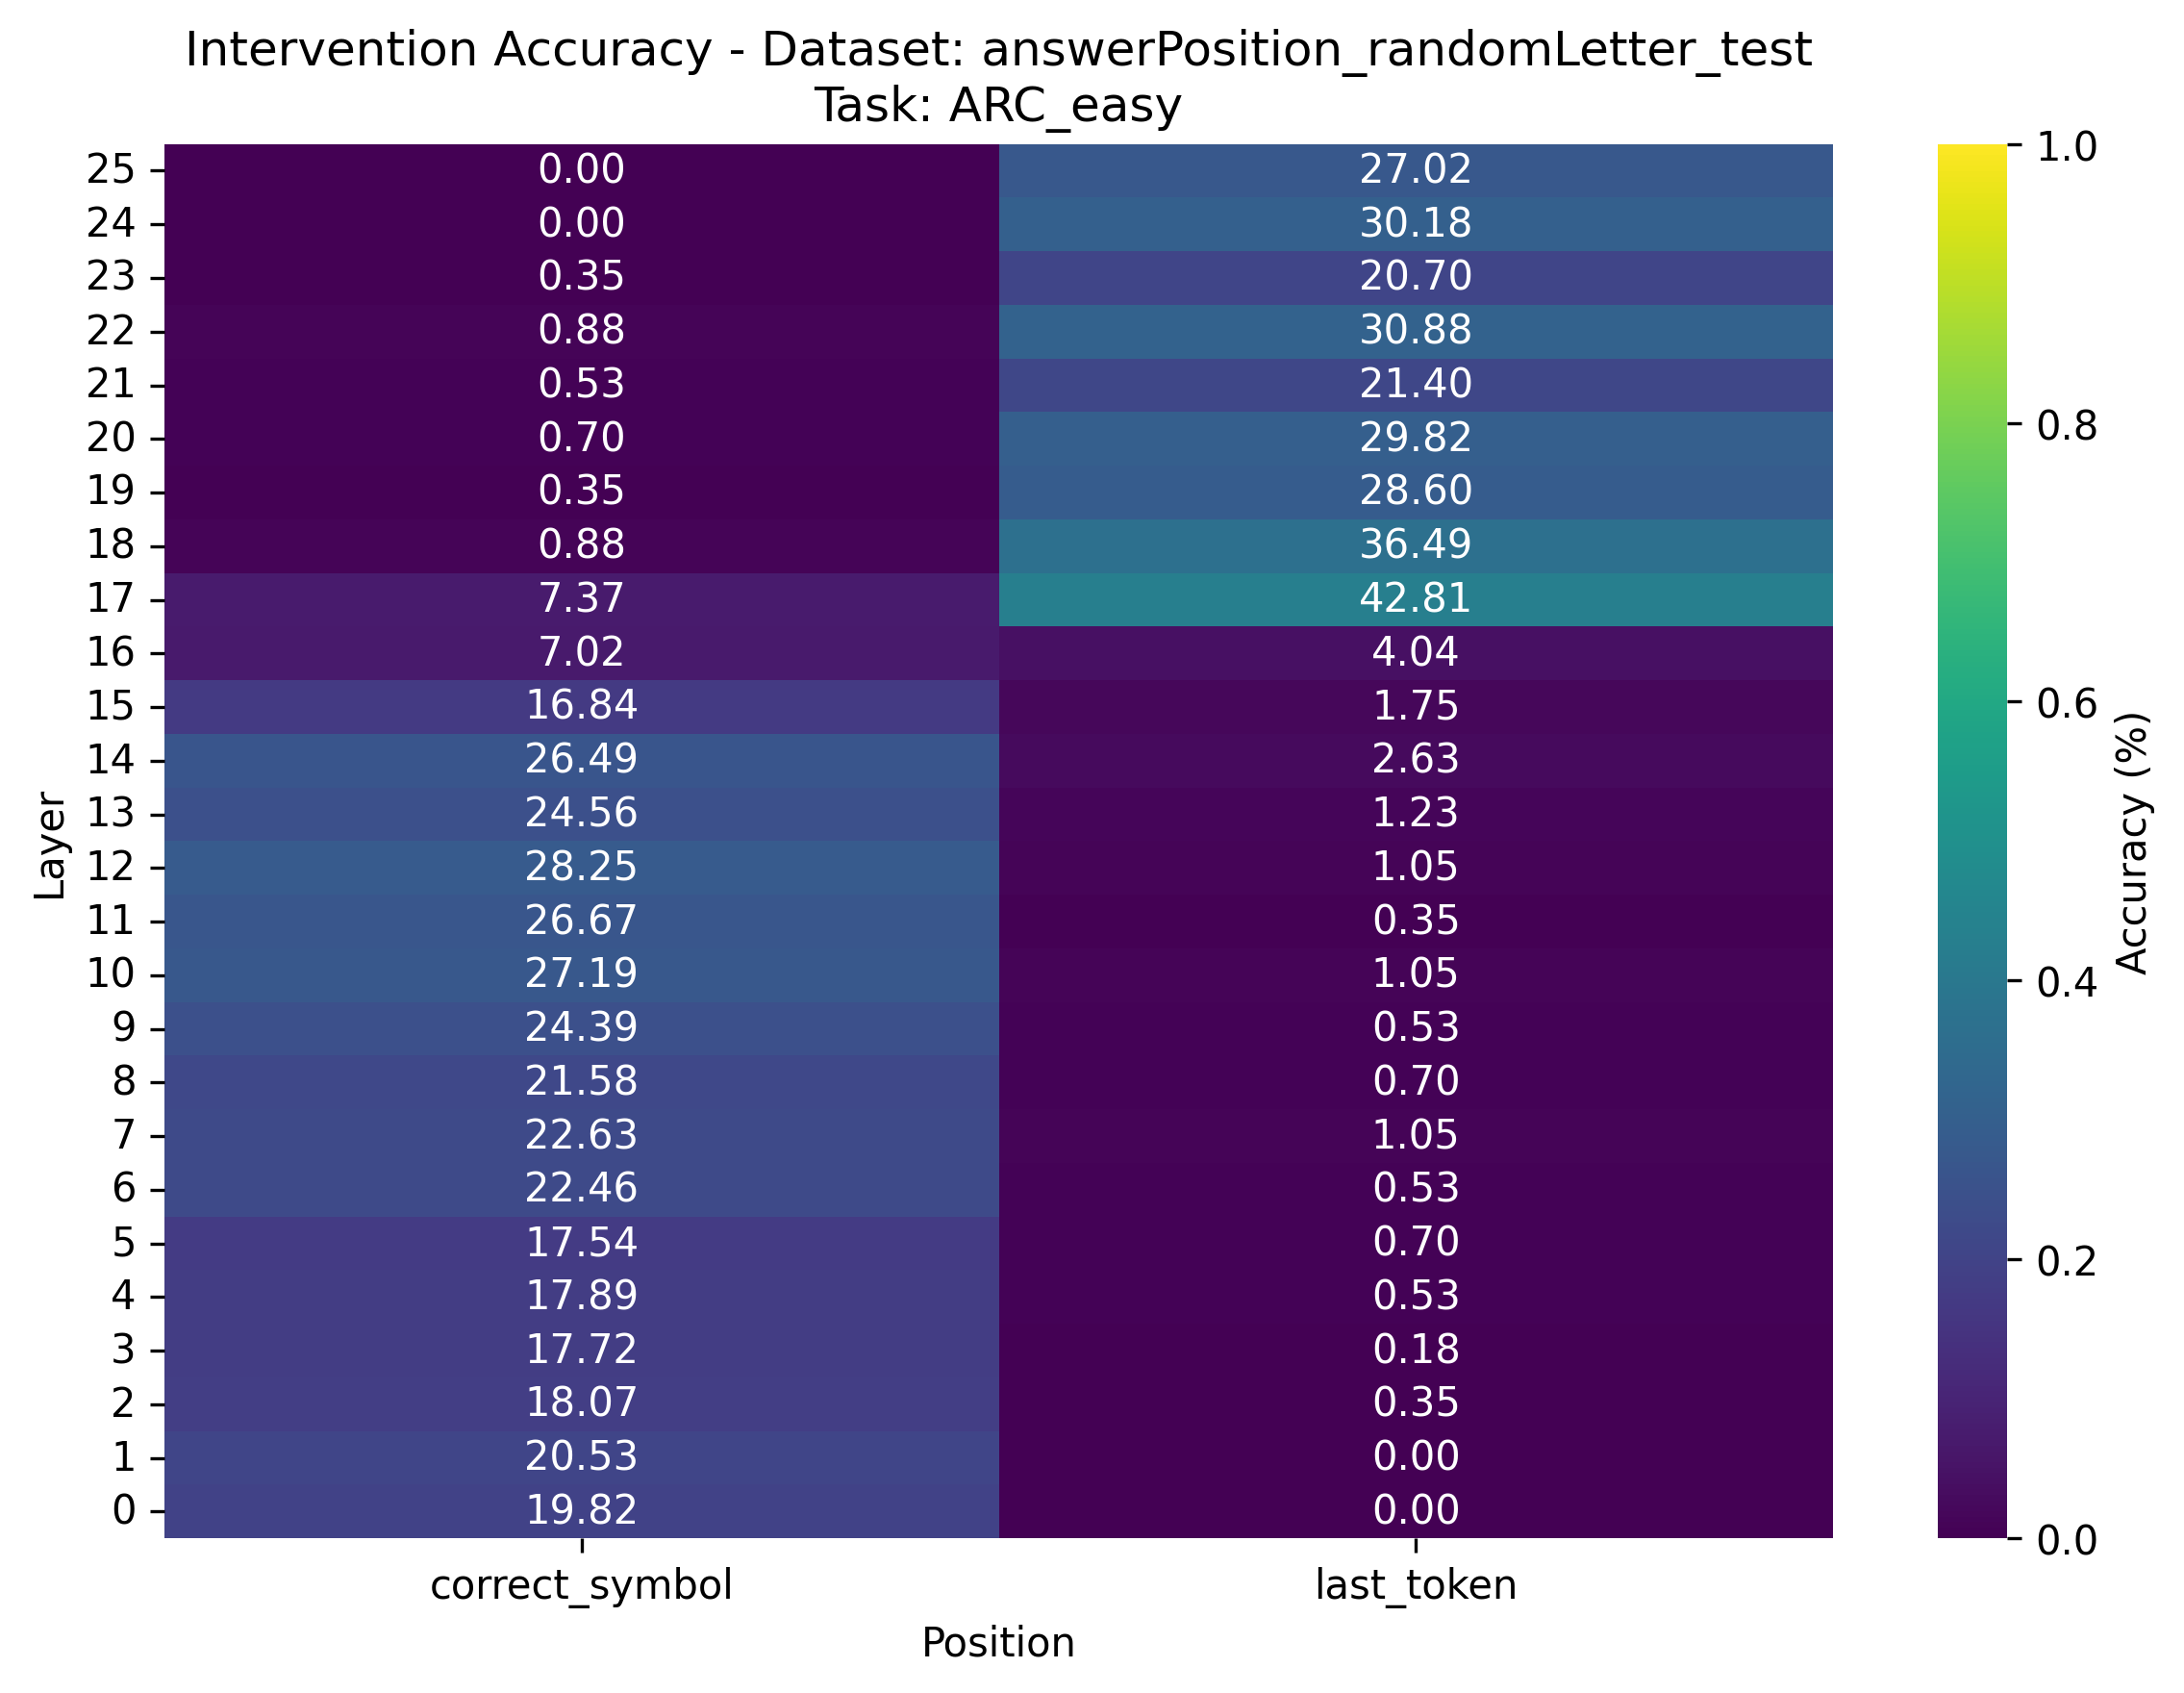 Intervention Accuracy - Dataset: answerPosition_randomLetter_test
Task: ARC_easy
25 0.00 27.02
24 0.00 30.18
23 0.35 20.70
22 0.88 30.88
21 0.53 21.40
20 0.70 29.82
19 0.35 28.60
18 0.88 36.49
17 7.37 42.81
16 7.02 4.04
15 16.84 1.75
14 26.49 2.63
13 24.56 1.23
12 28.25 1.05
11 26.67 0.35
10 27.19 1.05
9 24.39 0.53
8 21.58 0.70
7 22.63 1.05
6 22.46 0.53
5 17.54 0.70
4 17.89 0.53
3 17.72 0.18
2 18.07 0.35
1 20.53 0.00
0 19.82 0.00
correct_symbol last_token
Position
Layer
1.0
0.8
0.6
0.4
0.2
0.0
Accuracy (%)